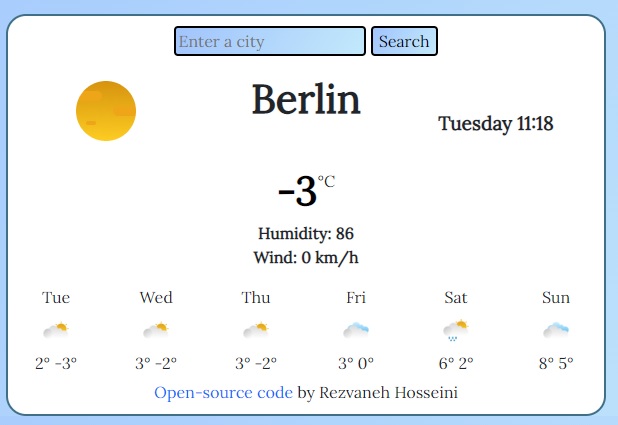 Enter a city Search
Berlin
Tuesday 11:18
-3°C
Humidity: 86
Wind: 0 km/h
Tue Wed Thu Fri Sat Sun
2° -3° 3° -2° 3° -2° 3° 0° 6° 2° 8° 5°
Open-source code by Rezvaneh Hosseini